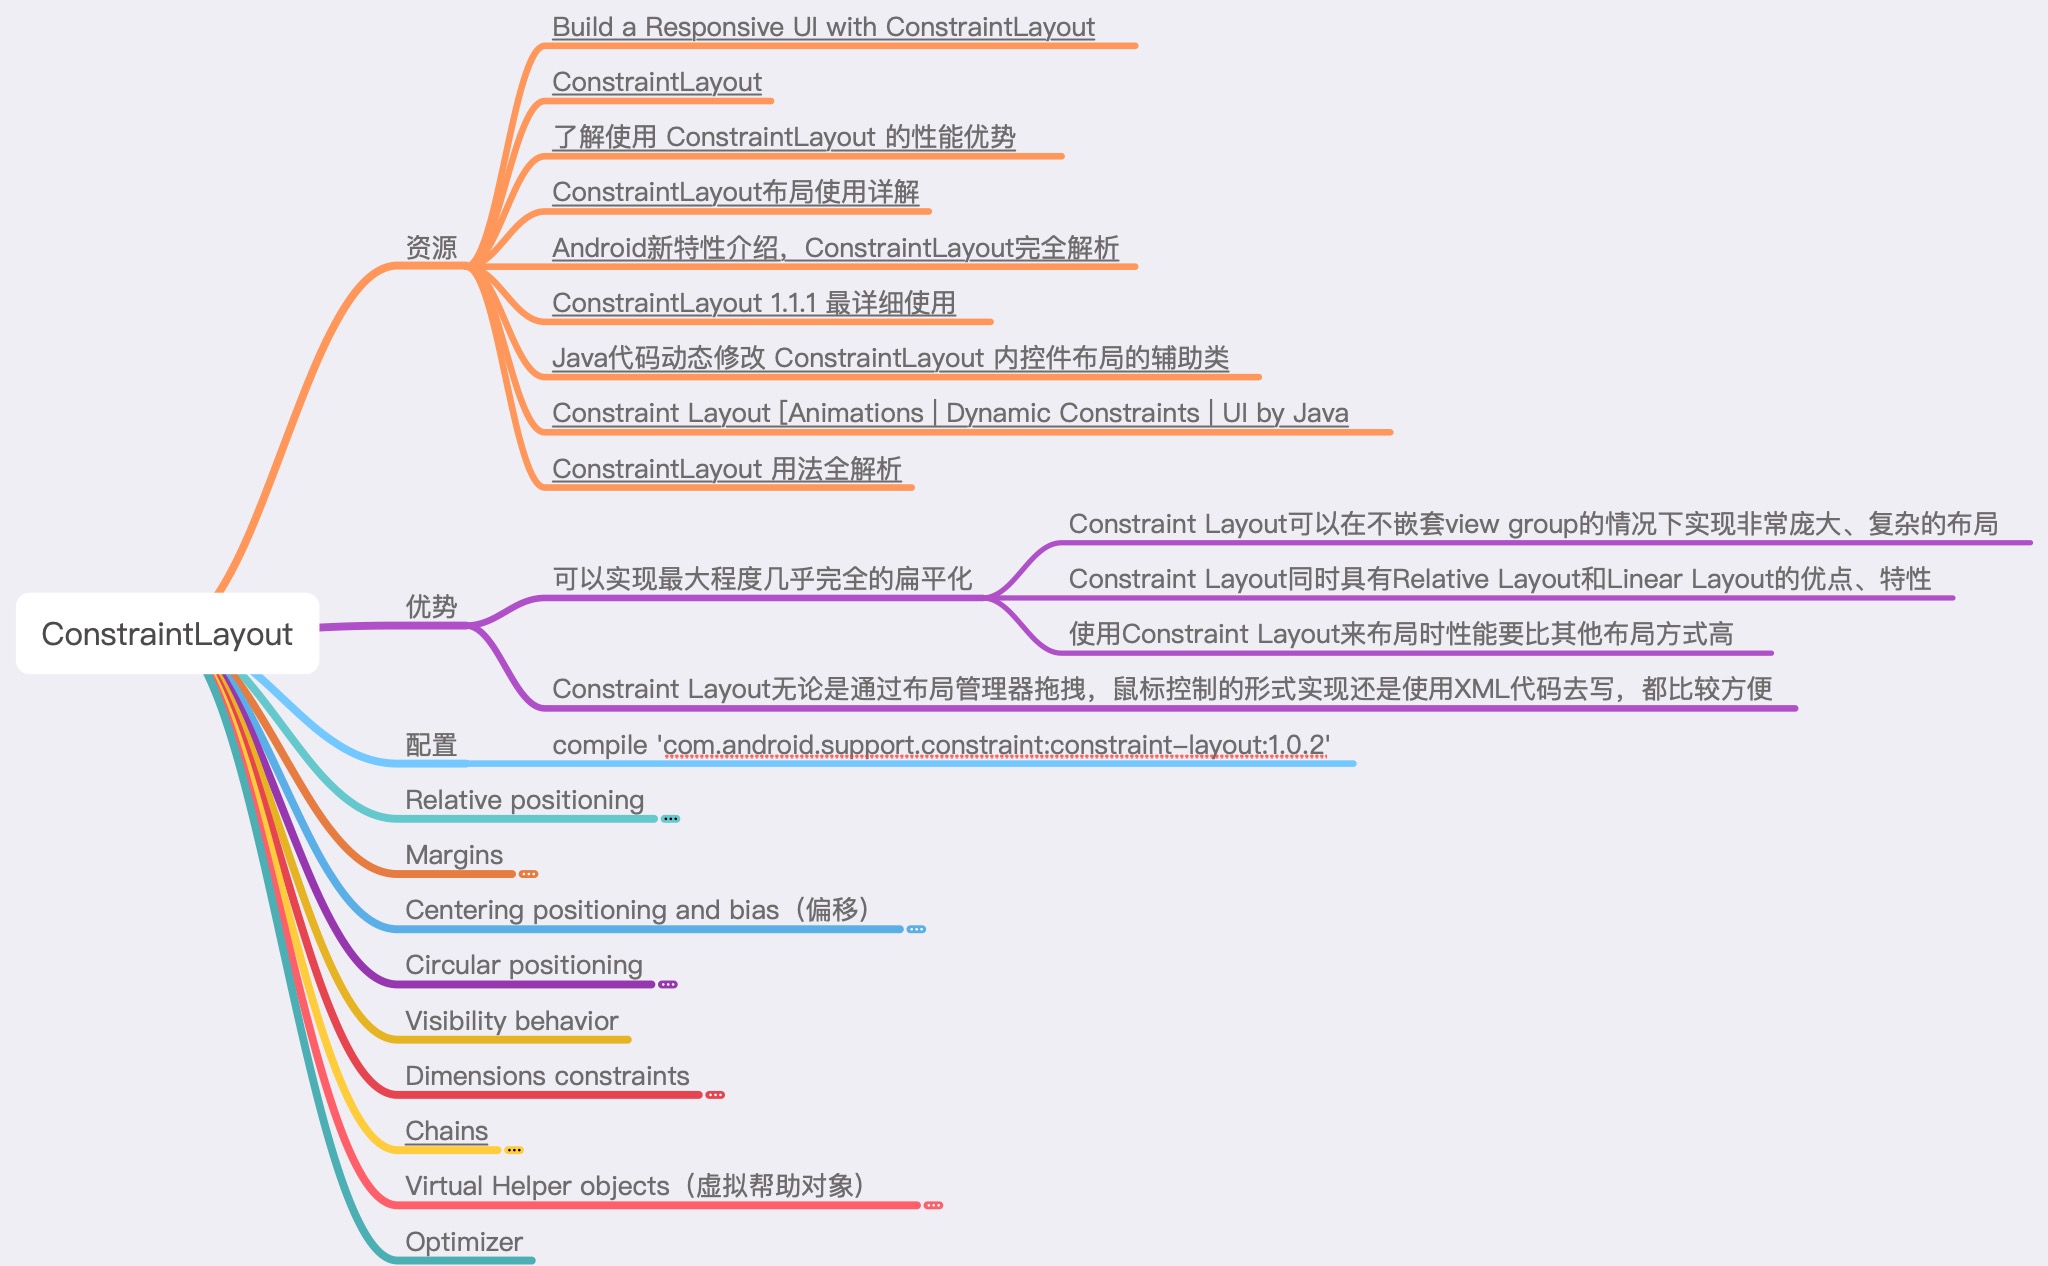 Build a Responsive UI with ConstraintLayout
ConstraintLayout
了解使用 ConstraintLayout 的性能优势
ConstraintLayout布局使用详解
资源
Android新特性介绍，ConstraintLayout完全解析
ConstraintLayout 1.1.1 最详细使用
Java代码动态修改 ConstraintLayout 内控件布局的辅助类
Constraint Layout [Animations | Dynamic Constraints | UI by Java
ConstraintLayout 用法全解析
Constraint Layout可以在不嵌套view group的情况下实现非常庞大、复杂的布局
可以实现最大程度几乎完全的扁平化
Constraint Layout同时具有Relative Layout和Linear Layout的优点、特性
优势
使用Constraint Layout来布局时性能要比其他布局方式高
ConstraintLayout
Constraint Layout无论是通过布局管理器拖拽，鼠标控制的形式实现还是使用XML代码去写，都比较方便
配置
compile 'com.android.support.constraint:constraint-layout:1.0.2'
Relative positioning
Margins
Centering positioning and bias（偏移）
Circular positioning
Visibility behavior
Dimensions constraints
Chains
Virtual Helper objects（虚拟帮助对象）
Optimizer